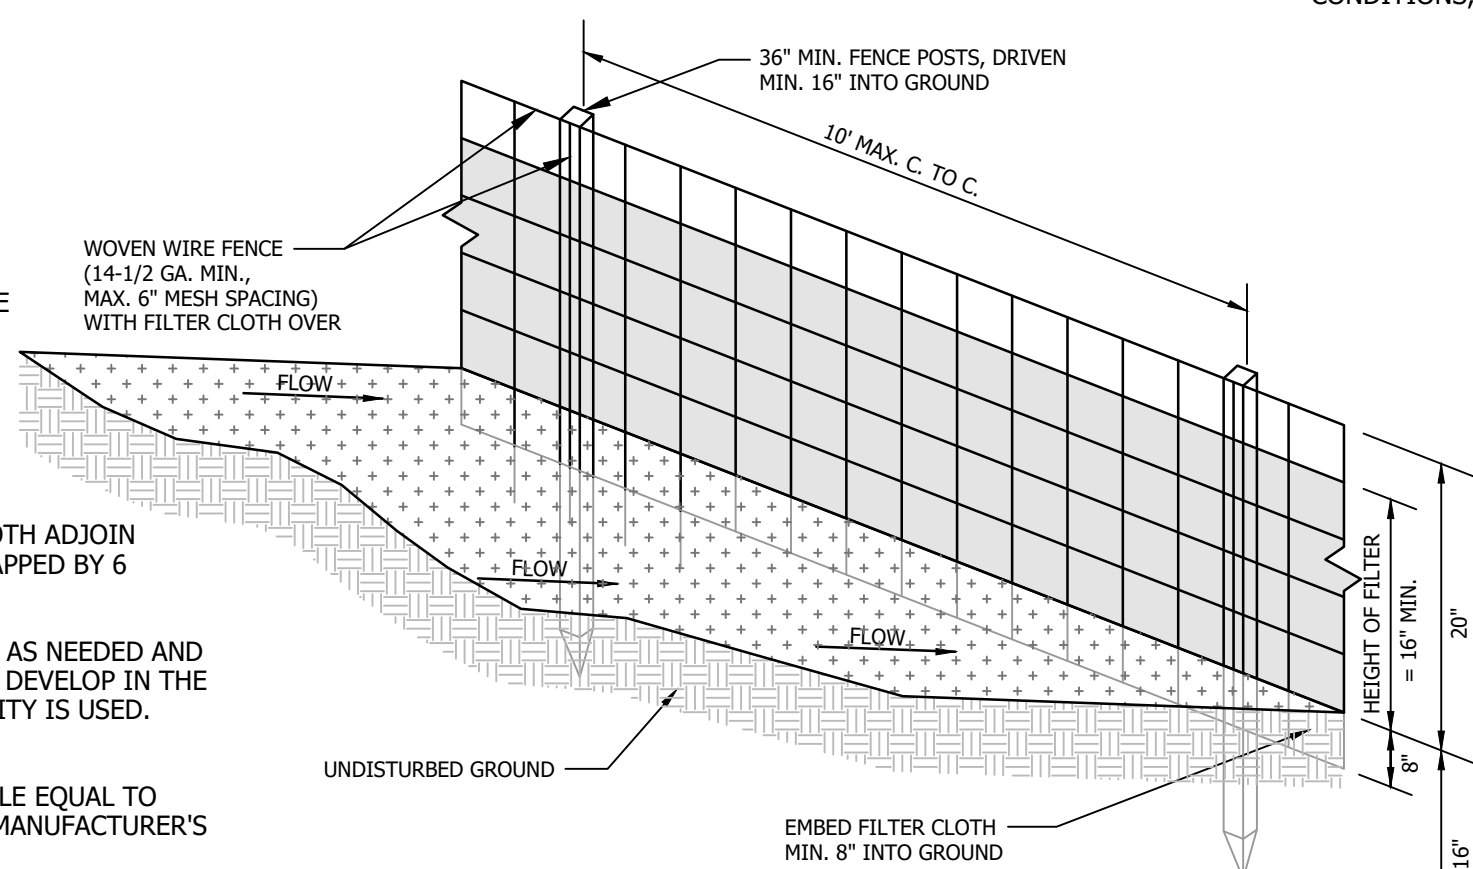 CONDITIONS,
36" MIN. FENCE POSTS, DRIVEN
MIN. 16" INTO GROUND
10' MAX. C. TO C.
WOVEN WIRE FENCE
(14-1/2 GA. MIN.,
MAX. 6" MESH SPACING)
WITH FILTER CLOTH OVER
E
FLOW
OTH ADJOIN
APPED BY 6
FLOW
FLOW
AS NEEDED AND
DEVELOP IN THE
ITY IS USED.
HEIGHT OF FILTER
= 16" MIN.
20"
8"
16"
UNDISTURBED GROUND
LE EQUAL TO
MANUFACTURER'S
EMBED FILTER CLOTH
MIN. 8" INTO GROUND